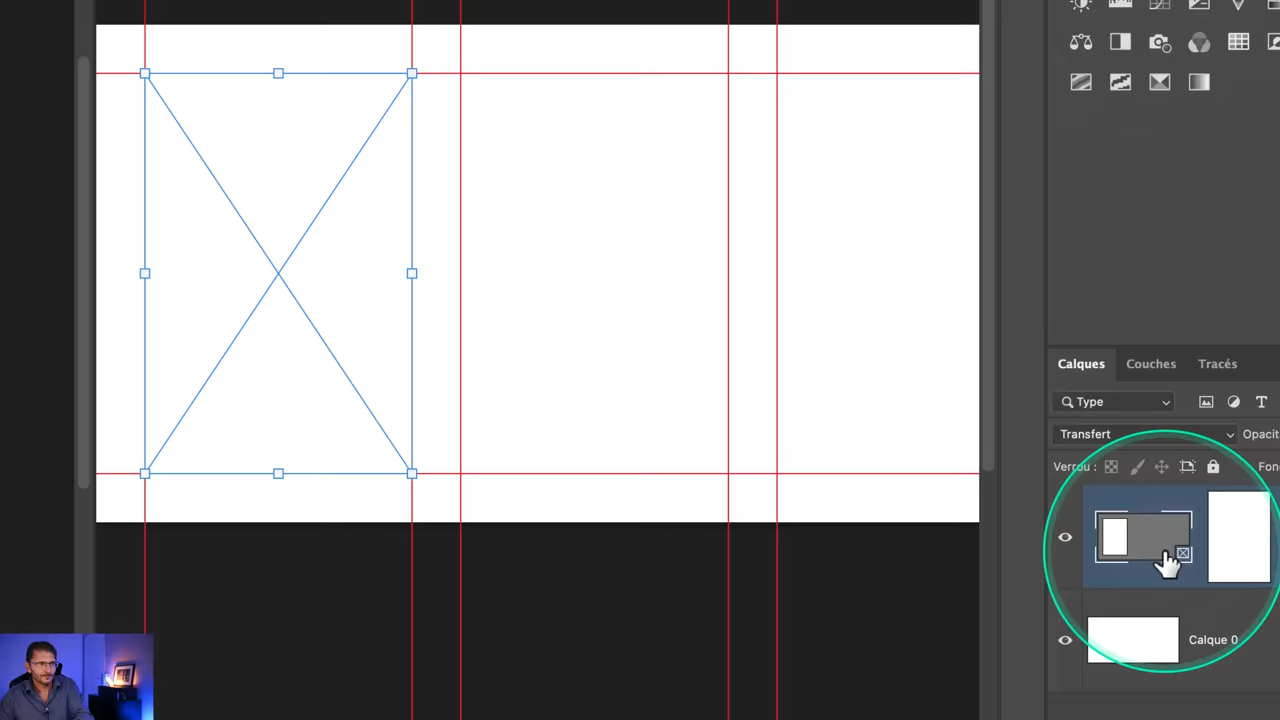 Calques Couches Tracés
Type T
Transfert Opacit
Verrou : Fon
Calque 0